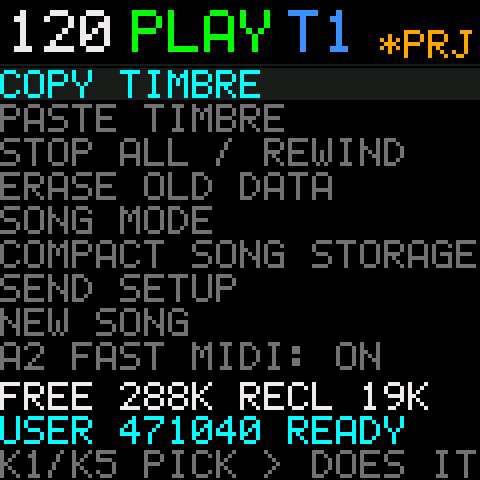 120 PLAY T1 *PRJ
COPY TIMBRE
PASTE TIMBRE
STOP ALL / REWIND
ERASE OLD DATA
SONG MODE
COMPACT SONG STORAGE
SEND SETUP
NEW SONG
A2 FAST MIDI: ON
FREE 288K RECL 19K
USER 471040 READY
K1/K5 PICK > DOES IT